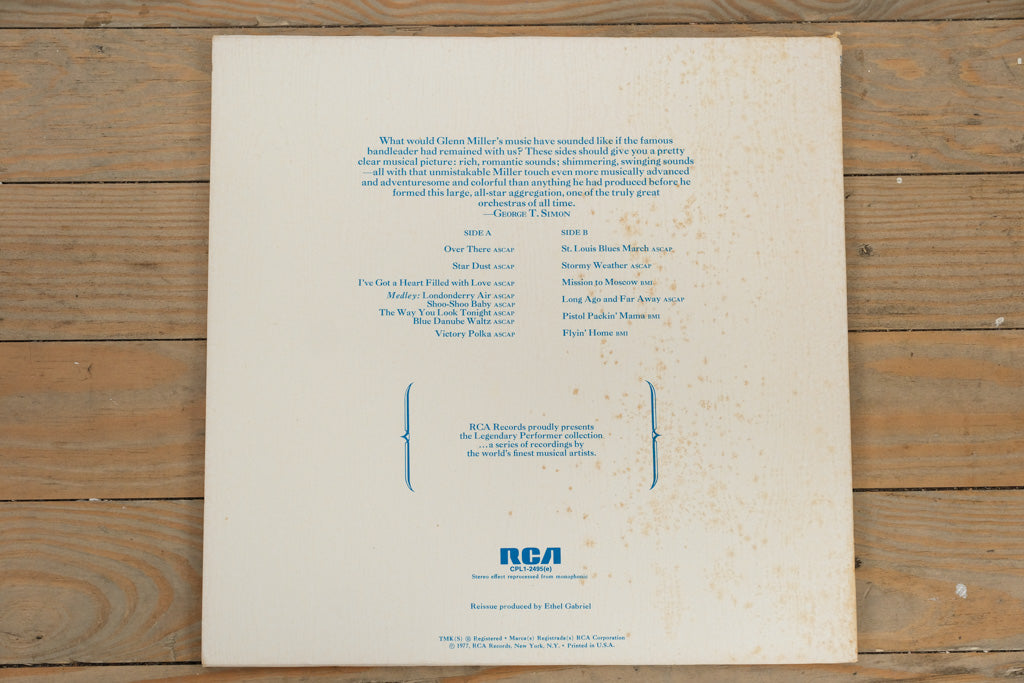 What would Glenn Miller's music have sounded like if the famous
bandleader had remained with us? These sides should give you a pretty
clear musical picture: rich, romantic sounds; shimmering, swinging sounds
—all with that unmistakable Miller touch even more musically advanced
and adventuresome and colorful than anything he had produced before he
formed this large, all-star aggregation, one of the truly great
orchestras of all time.
—George T. Simon
SIDE A
Over There ASCAP
Star Dust ASCAP
I've Got a Heart Filled with Love ASCAP
Medley: Londonderry Air ASCAP
Shoo-Shoo Baby ASCAP
The Way You Look Tonight ASCAP
Blue Danube Waltz ASCAP
Victory Polka ASCAP
SIDE B
St. Louis Blues March ASCAP
Stormy Weather ASCAP
Mission to Moscow BMI
Long Ago and Far Away ASCAP
Pistol Packin' Mama BMI
Flyin' Home BMI
RCA Records proudly presents
the Legendary Performer collection
...a series of recordings by
the world's finest musical artists.
RCA
CPL1-2495(e)
Stereo effect reprocessed from monophonic
Reissue produced by Ethel Gabriel
TMK(S) ® Registered • Marca(s) Registrada(s) RCA Corporation
© 1977, RCA Records, New York, N.Y. • Printed in U.S.A.